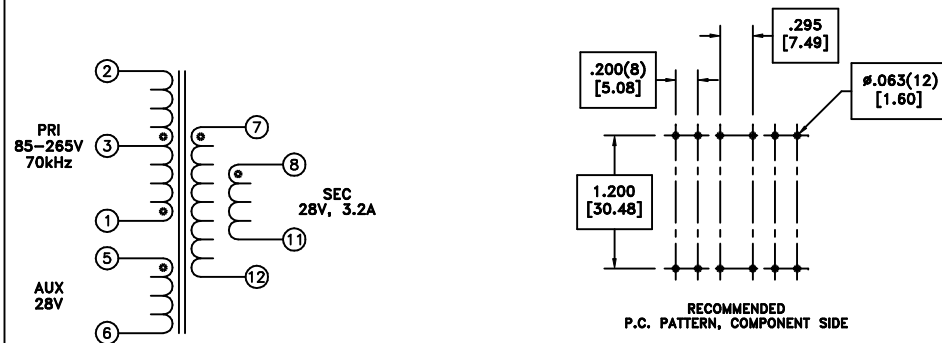 2
3
1
5
6
PRI
85-265V
70kHz
AUX
28V
7
8
11
12
SEC
28V, 3.2A
.295
[7.49]
.200(8)
[5.08]
ø.063(12)
[1.60]
1.200
[30.48]
RECOMMENDED
P.C. PATTERN, COMPONENT SIDE